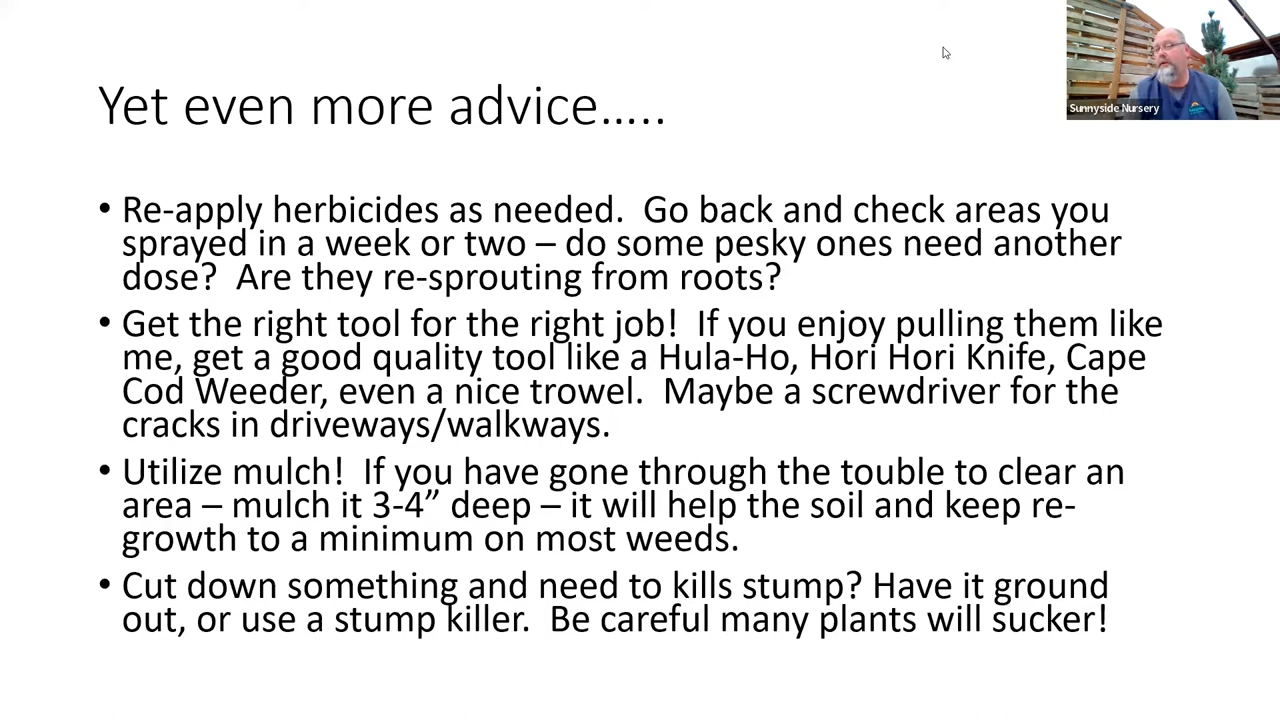 Sunnyside Nursery
Yet even more advice.....
• Re-apply herbicides as needed.  Go back and check areas you
sprayed in a week or two – do some pesky ones need another
dose?  Are they re-sprouting from roots?
• Get the right tool for the right job!  If you enjoy pulling them like
me, get a good quality tool like a Hula-Ho, Hori Hori Knife, Cape
Cod Weeder, even a nice trowel.  Maybe a screwdriver for the
cracks in driveways/walkways.
• Utilize mulch!  If you have gone through the touble to clear an
area – mulch it 3-4” deep – it will help the soil and keep re-
growth to a minimum on most weeds.
• Cut down something and need to kills stump? Have it ground
out, or use a stump killer.  Be careful many plants will sucker!